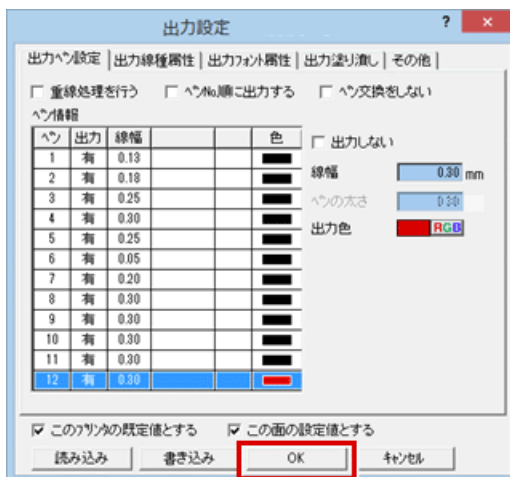 出力設定 ? ×
出力ペン設定 出力線種属性 出力フォント属性 出力塗り潰し その他
重線処理を行う ペンNo.順に出力する ペン交換をしない
ペン情報
ペン 出力 線幅 色
1 有 0.13
2 有 0.18
3 有 0.25
4 有 0.30
5 有 0.25
6 有 0.05
7 有 0.20
8 有 0.30
9 有 0.30
10 有 0.30
11 有 0.30
12 有 0.30
出力しない
線幅 0.30 mm
ペンの太さ 0.30
出力色 RGB
このプリンタの既定値とする この面の設定値とする
読み込み 書き込み OK キャンセル